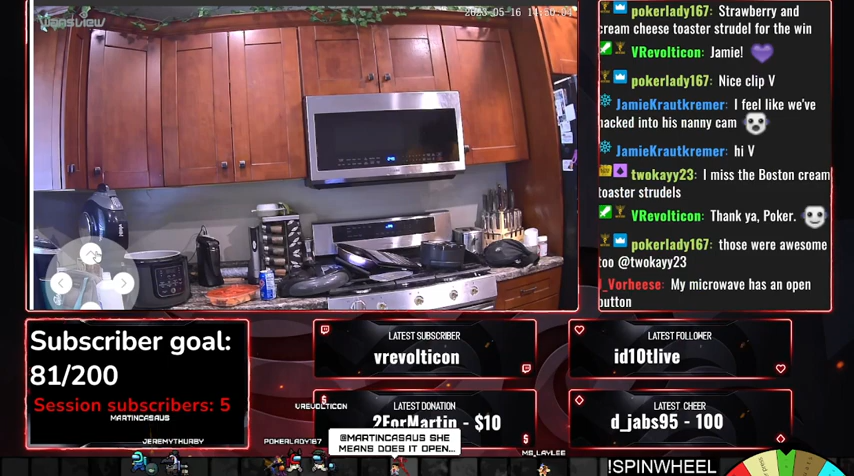 wansview
2023-05-16 14:50:04
pokerlady167: Strawberry and
cream cheese toaster strudel for the win
VRevolticon: Jamie!
pokerlady167: Nice clip V
JamieKrautkremer: I feel like we've
hacked into his nanny cam
JamieKrautkremer: hi V
twokayy23: I miss the Boston cream
toaster strudels
VRevolticon: Thank ya, Poker.
pokerlady167: those were awesome
too @twokayy23
J_Vorheese: My microwave has an open
button
Subscriber goal:
81/200
Session subscribers: 5
LATEST SUBSCRIBER
vrevolticon
LATEST FOLLOWER
id10tlive
LATEST DONATION
2ForMartin - $10
LATEST CHEER
d_jabs95 - 100
MARTINCASAUS
JEREMYTHURBY
VREVOLTICON
POKERLADY167
@MARTINCASAUS SHE
MEANS DOES IT OPEN...
MS_LAYLEE
!SPINWHEEL